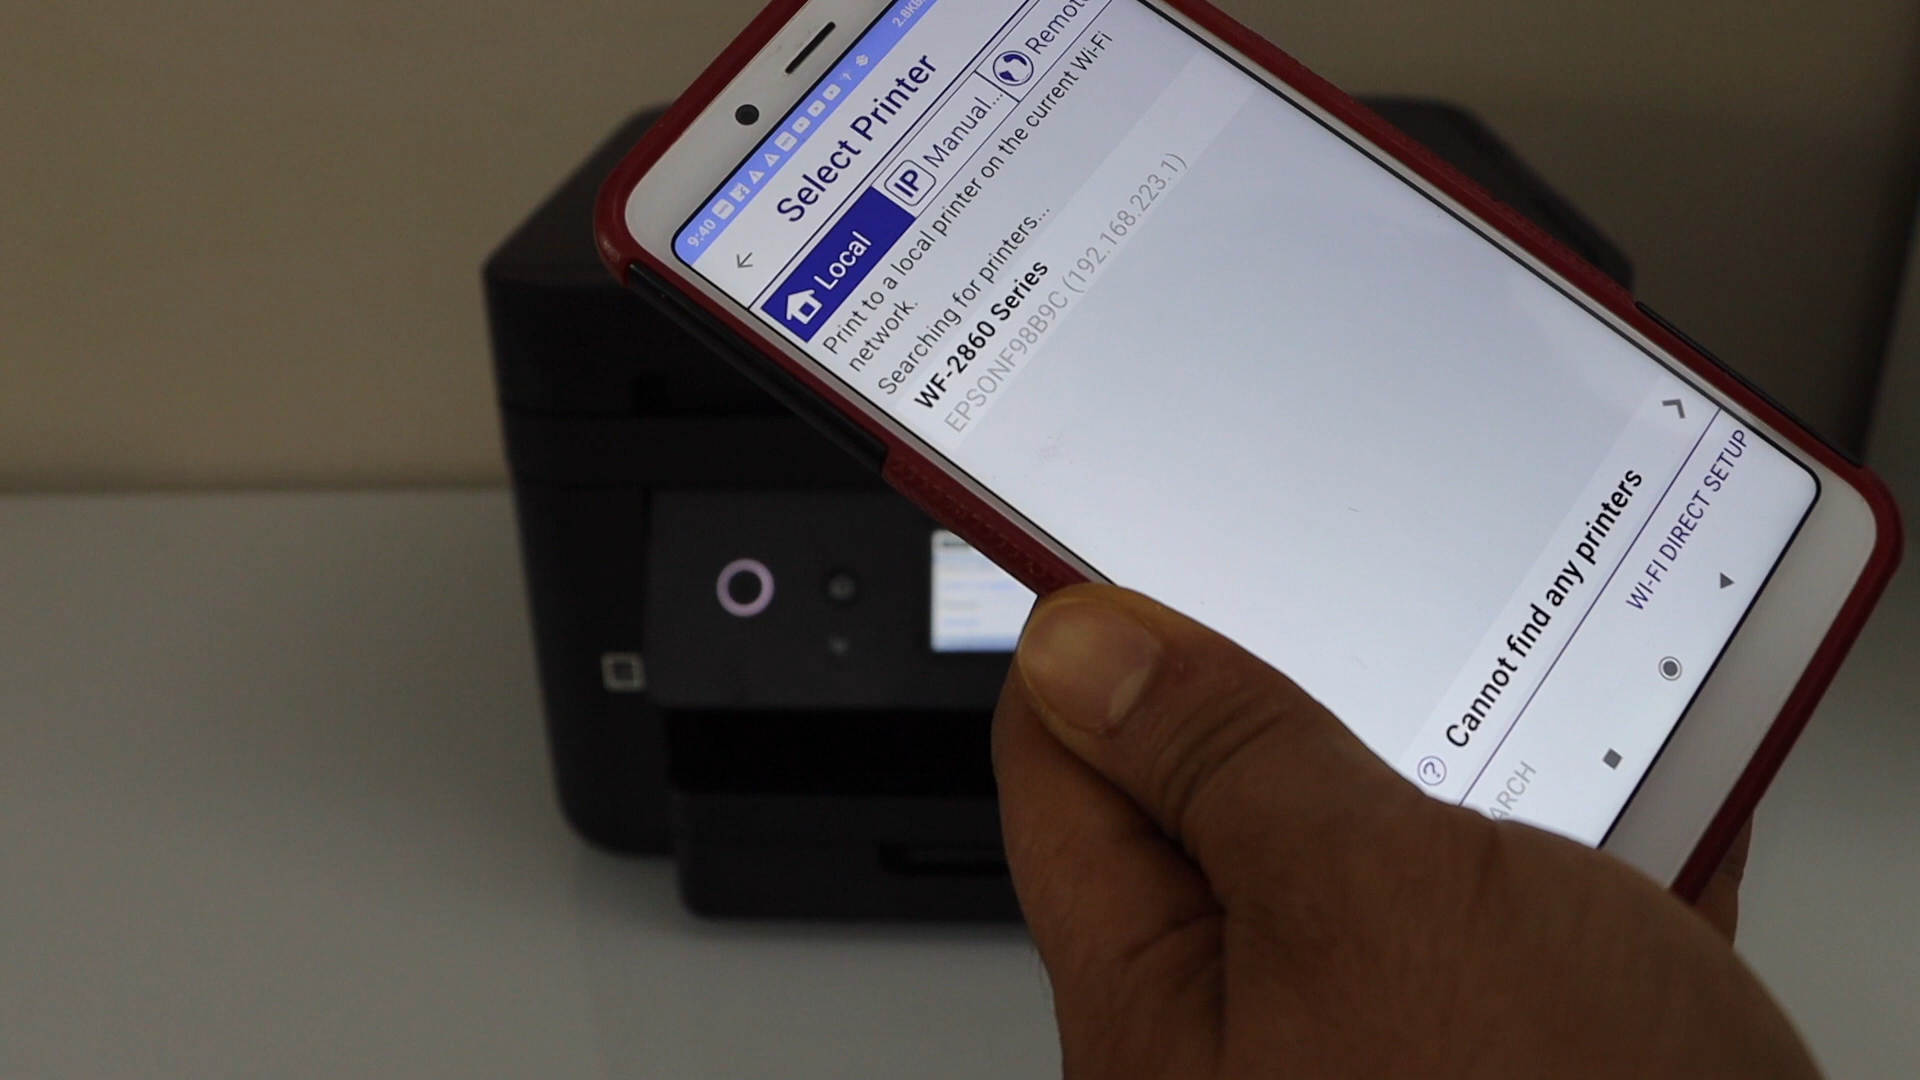 9:40
2.8KB
Select Printer
Local
IP Manual...
Remot
Print to a local printer on the current Wi-Fi
network.
Searching for printers...
WF-2860 Series
EPSONF98B9C (192.168.223.1)
? Cannot find any printers
ARCH
WI-FI DIRECT SETUP